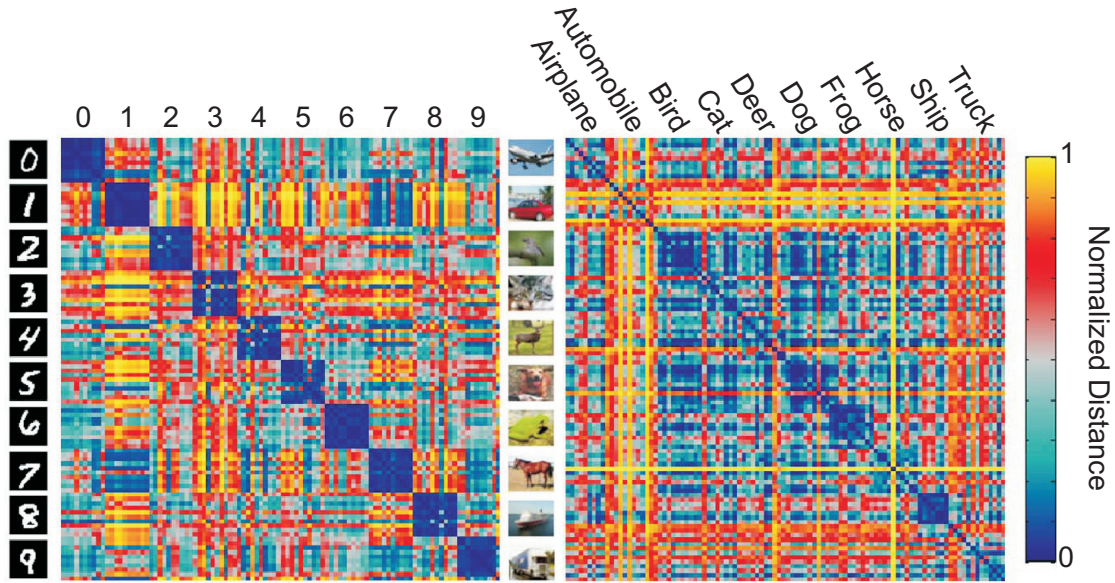 0 1 2 3 4 5 6 7 8 9
Airplane
Automobile
Bird
Cat
Deer
Dog
Frog
Horse
Ship
Truck
0
1
2
3
4
5
6
7
8
9
1
Normalized Distance
0